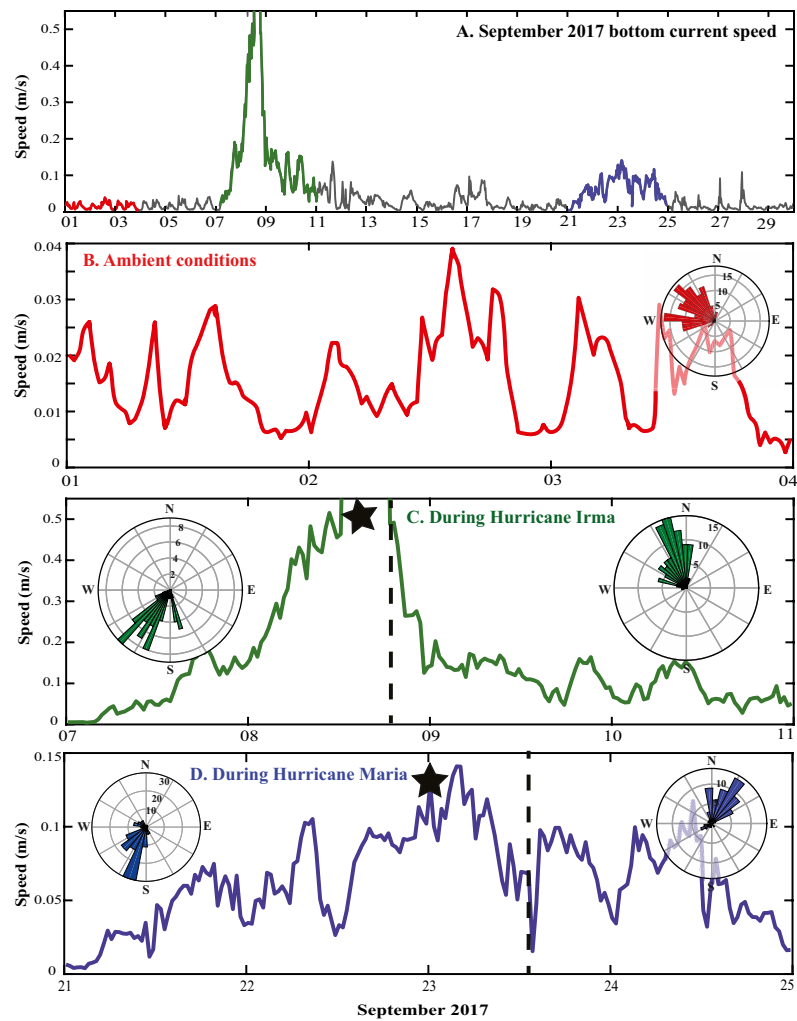 A. September 2017 bottom current speed
Speed (m/s)
0.5
0.4
0.3
0.2
0.1
0
01 03 05 07 09 11 13 15 17 19 21 23 25 27 29
B. Ambient conditions
Speed (m/s)
0.04
0.03
0.02
0.01
0
01 02 03 04
N
W E
S
15
10
5
C. During Hurricane Irma
Speed (m/s)
0.5
0.4
0.3
0.2
0.1
0
07 08 09 10 11
N
W E
S
8
6
4
2
N
W E
S
15
10
5
D. During Hurricane Maria
Speed (m/s)
0.15
0.1
0.05
0
21 22 23 24 25
N
W E
S
30
20
10
N
W E
S
10
September 2017